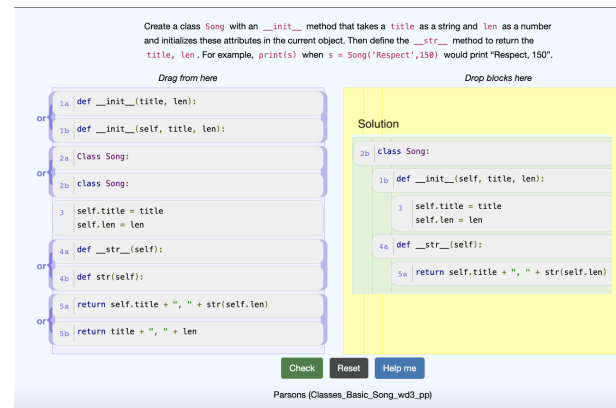 Create a class Song with an __init__ method that takes a title as a string and len as a number
and initializes these attributes in the current object. Then define the __str__ method to return the
title, len . For example, print(s) when s = Song('Respect',150) would print “Respect, 150”.
Drag from here
1a def __init__(title, len):
or
1b def __init__(self, title, len):
2a Class Song:
or
2b class Song:
3 self.title = title
self.len = len
4a def __str__(self):
or
4b def str(self):
5a return self.title + ", " + str(self.len)
or
5b return title + ", " + len
Drop blocks here
Solution
2b class Song:
1b def __init__(self, title, len):
3 self.title = title
self.len = len
4a def __str__(self):
5a return self.title + ", " + str(self.len)
Check Reset Help me
Parsons (Classes_Basic_Song_wd3_pp)